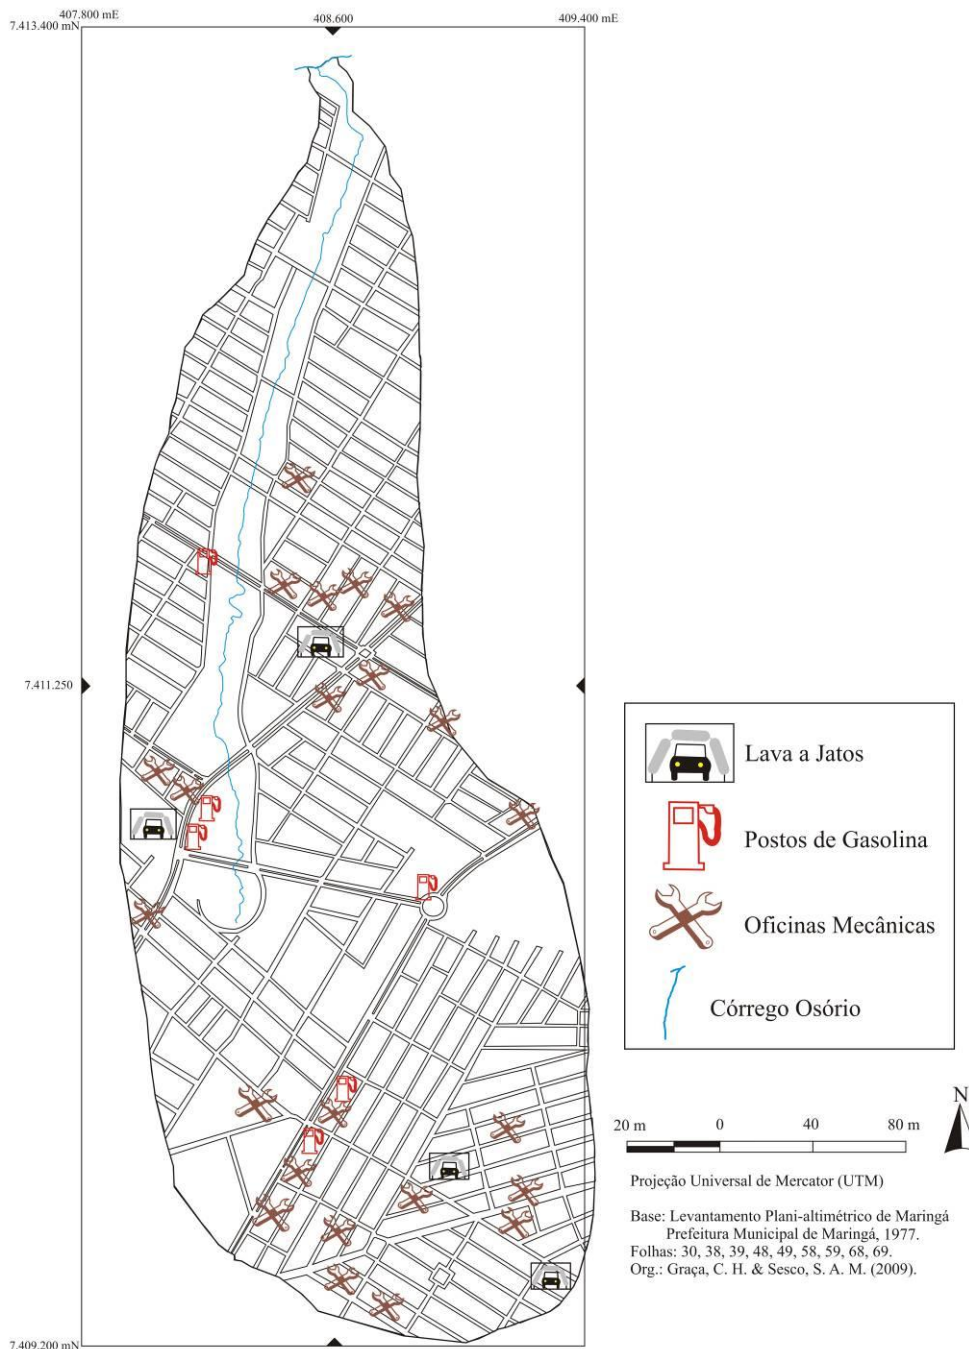 407.800 mE
408.600
409.400 mE
7.413.400 mN
7.411.250
Lava a Jatos
Postos de Gasolina
Oficinas Mecânicas
Córrego Osório
N
20 m 0 40 80 m
Projeção Universal de Mercator (UTM)
Base: Levantamento Plani-altimétrico de Maringá
Prefeitura Municipal de Maringá, 1977.
Folhas: 30, 38, 39, 48, 49, 58, 59, 68, 69.
Org.: Graça, C. H. & Sesco, S. A. M. (2009).
7.409.200 mN